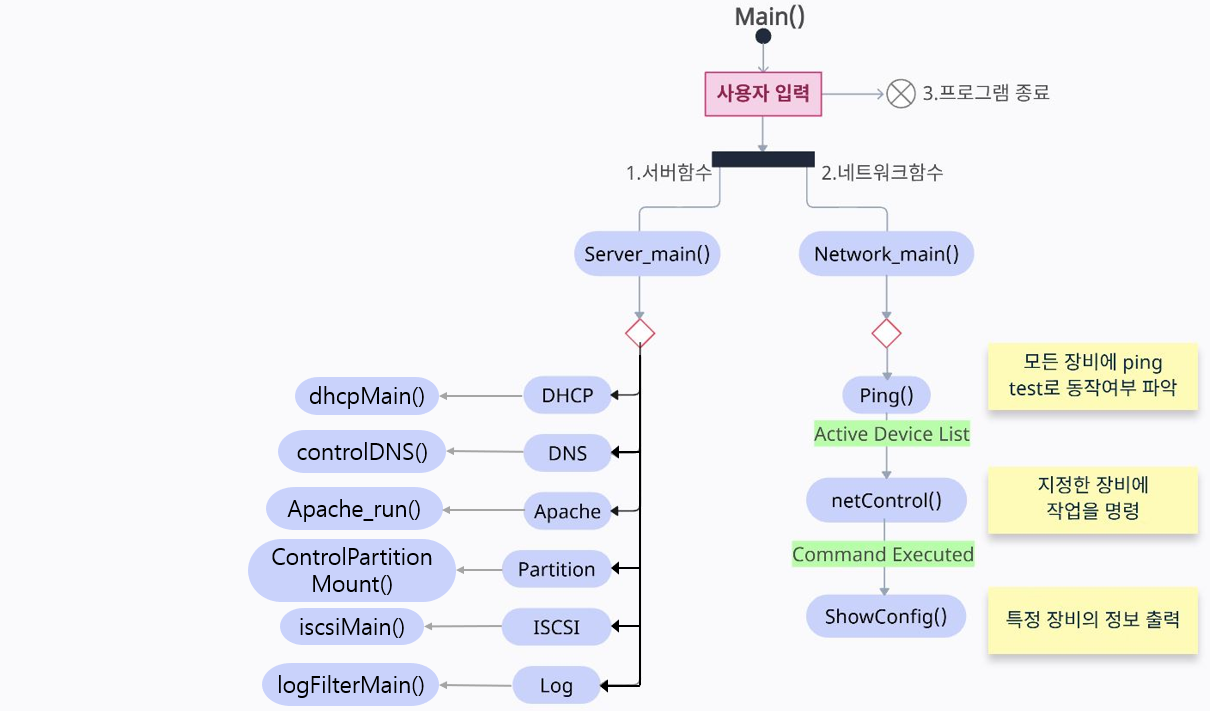 Main()
사용자 입력
3.프로그램 종료
1.서버함수
2.네트워크함수
Server_main()
Network_main()
dhcpMain()
DHCP
controlDNS()
DNS
Apache_run()
Apache
ControlPartition
Mount()
Partition
iscsiMain()
ISCSI
logFilterMain()
Log
Ping()
Active Device List
netControl()
Command Executed
ShowConfig()
모든 장비에 ping
test로 동작여부 파악
지정한 장비에
작업을 명령
특정 장비의 정보 출력